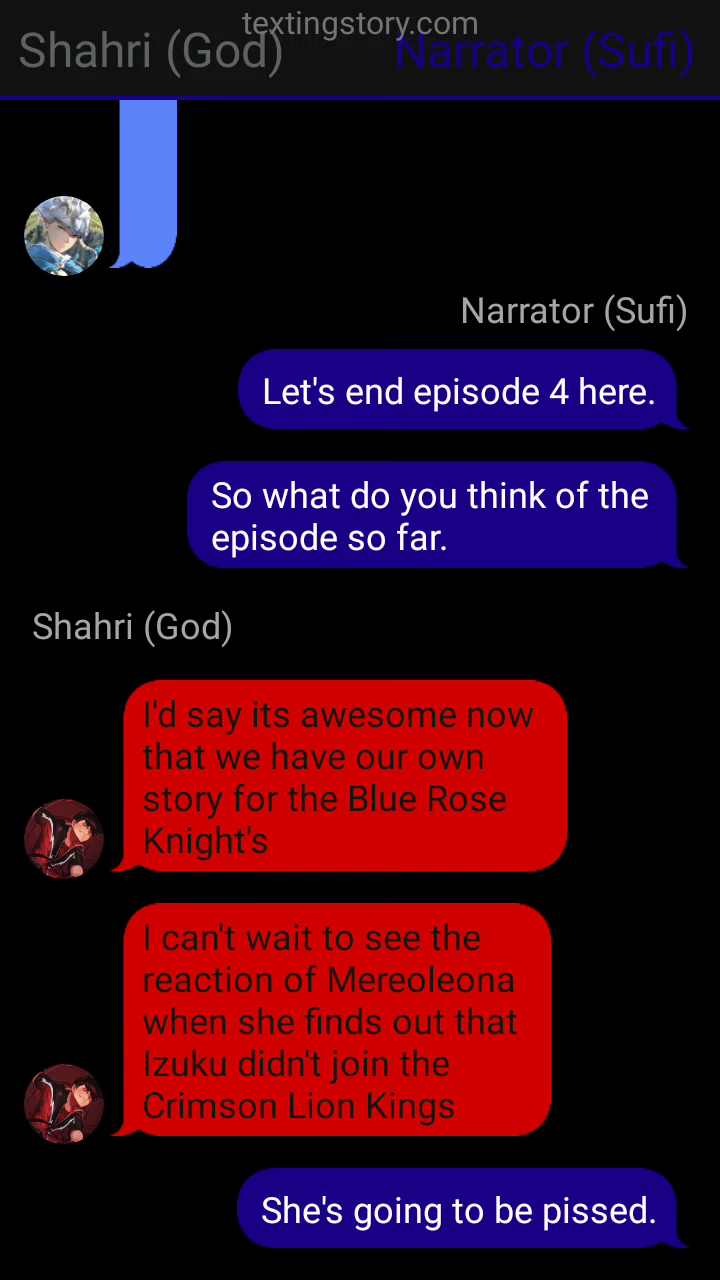 textingstory.com
Shahri (God) Narrator (Sufi)
Narrator (Sufi)
Let's end episode 4 here.
So what do you think of the
episode so far.
Shahri (God)
I'd say its awesome now
that we have our own
story for the Blue Rose
Knight's
I can't wait to see the
reaction of Mereoleona
when she finds out that
Izuku didn't join the
Crimson Lion Kings
She's going to be pissed.